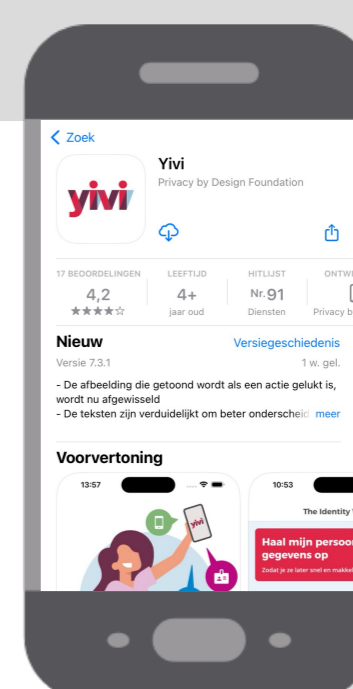 Zoek
yivi
Yivi
Privacy by Design Foundation
17 BEOORDELINGEN
LEEFTIJD
HITLIJST
4,2
4+
Nr. 91
★★★★☆
jaar oud
Diensten
Privacy b
Nieuw
Versiegeschiedenis
Versie 7.3.1
1 w. gel.
- De afbeelding die getoond wordt als een actie gelukt is,
wordt nu afgewisseld
- De teksten zijn verduidelijkt om beter onderscheid meer
Voorvertoning
13:57
10:53
yivi
The Identity
Haal mijn persoon
gegevens op
Zodat je ze later snel en makkel